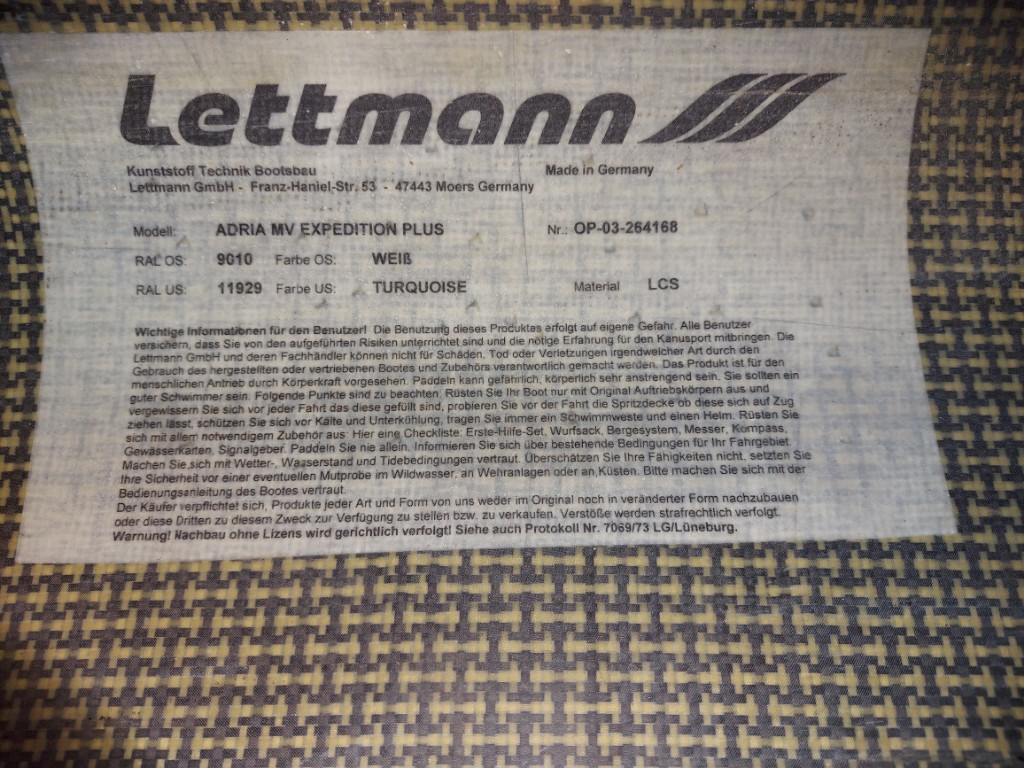 Lettmann
Kunststoff Technik Bootsbau Made in Germany
Lettmann GmbH - Franz-Haniel-Str. 53 - 47443 Moers Germany
Modell: ADRIA MV EXPEDITION PLUS Nr.: OP-03-264168
RAL OS: 9010 Farbe OS: WEIß
RAL US: 11929 Farbe US: TURQUOISE Material LCS
Wichtige Informationen für den Benutzer! Die Benutzung dieses Produktes erfolgt auf eigene Gefahr. Alle Benutzer
versichern, dass Sie von den aufgeführten Risiken unterrichtet sind und die nötige Erfahrung für den Kanusport mitbringen. Die
Lettmann GmbH und deren Fachhändler können nicht für Schäden, Tod oder Verletzungen irgendwelcher Art durch den
Gebrauch des hergestellten oder vertriebenen Bootes und Zubehörs verantwortlich gemacht werden. Das Produkt ist für den
menschlichen Antrieb durch Körperkraft vorgesehen. Paddeln kann gefährlich, körperlich sehr anstrengend sein. Sie sollten ein
guter Schwimmer sein. Folgende Punkte sind zu beachten: Rüsten Sie Ihr Boot nur mit Original Auftriebskörpern aus und
vergewissern Sie sich vor jeder Fahrt das diese gefüllt sind, probieren Sie vor der Fahrt die Spritzdecke ob diese sich auf Zug
ziehen lässt, schützen Sie sich vor Kälte und Unterkühlung, tragen Sie immer ein Schwimmweste und einen Helm. Rüsten Sie
sich mit allem notwendigem Zubehör aus: Hier eine Checkliste: Erste-Hilfe-Set, Wurfsack, Bergesystem, Messer, Kompass,
Gewässerkarten, Signalgeber. Paddeln Sie nie allein. Informieren Sie sich über bestehende Bedingungen für Ihr Fahrgebiet.
Machen Sie sich mit Wetter-, Wasserstand und Tidebedingungen vertraut. Überschätzen Sie Ihre Fähigkeiten nicht, setzten Sie
Ihre Sicherheit vor einer eventuellen Mutprobe im Wildwasser, an Wehranlagen oder an Küsten. Bitte machen Sie sich mit der
Bedienungsanleitung des Bootes vertraut.
Der Käufer verpflichtet sich, Produkte jeder Art und Form von uns weder im Original noch in veränderter Form nachzubauen
oder diese Dritten zu diesem Zweck zur Verfügung zu stellen bzw. zu verkaufen. Verstöße werden strafrechtlich verfolgt.
Warnung! Nachbau ohne Lizens wird gerichtlich verfolgt! Siehe auch Protokoll Nr. 7069/73 LG/Lüneburg.